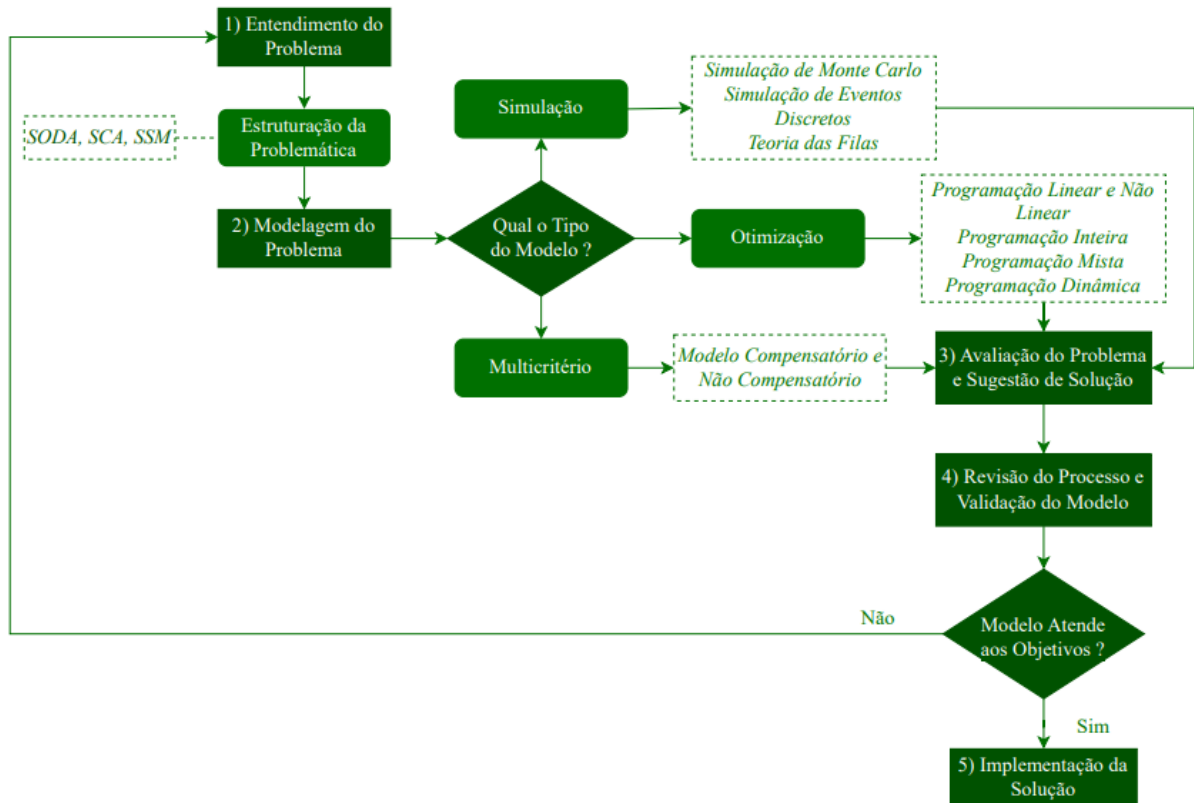 1) Entendimento do
Problema
SODA, SCA, SSM
Estruturação da
Problemática
2) Modelagem do
Problema
Qual o Tipo
do Modelo ?
Simulação
Simulação de Monte Carlo
Simulação de Eventos
Discretos
Teoria das Filas
Otimização
Programação Linear e Não
Linear
Programação Inteira
Programação Mista
Programação Dinâmica
Multicritério
Modelo Compensatório e
Não Compensatório
3) Avaliação do Problema
e Sugestão de Solução
4) Revisão do Processo e
Validação do Modelo
Modelo Atende
aos Objetivos ?
Não
Sim
5) Implementação da
Solução